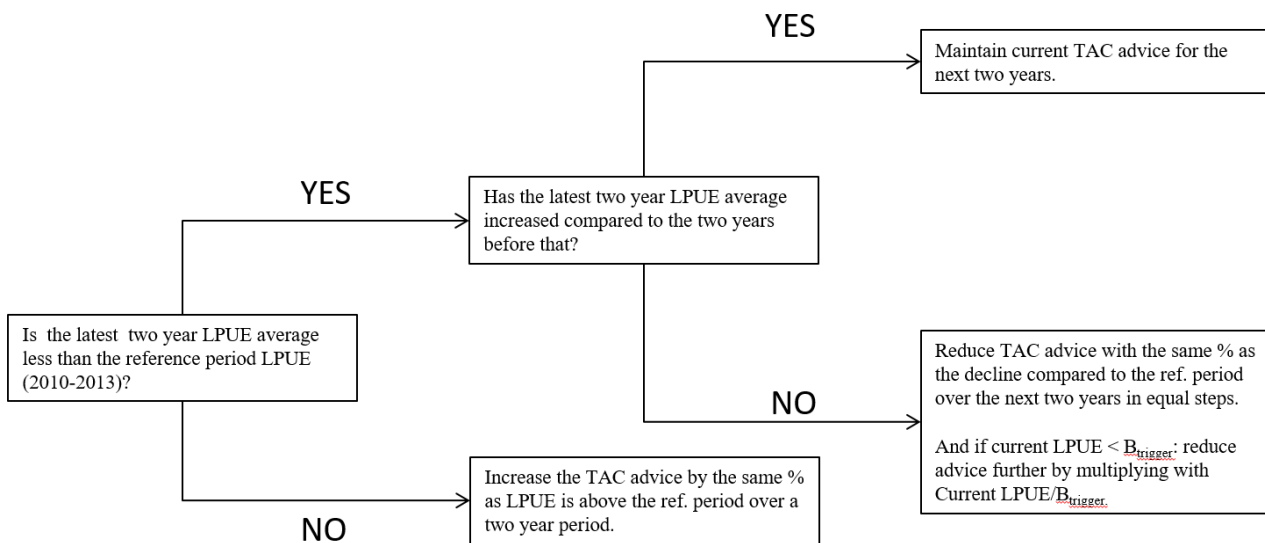 YES
Maintain current TAC advice for the
next two years.
YES
Has the latest two year LPUE average
increased compared to the two years
before that?
Is the latest two year LPUE average
less than the reference period LPUE
(2010-2013)?
Reduce TAC advice with the same % as
the decline compared to the ref. period
over the next two years in equal steps.
And if current LPUE < Btrigger: reduce
advice further by multiplying with
Current LPUE/Btrigger.
NO
Increase the TAC advice by the same %
as LPUE is above the ref. period over a
two year period.
NO